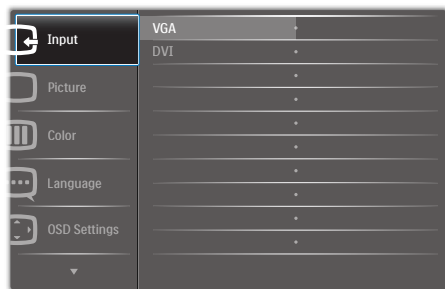 Input
VGA
DVI
Picture
Color
Language
OSD Settings